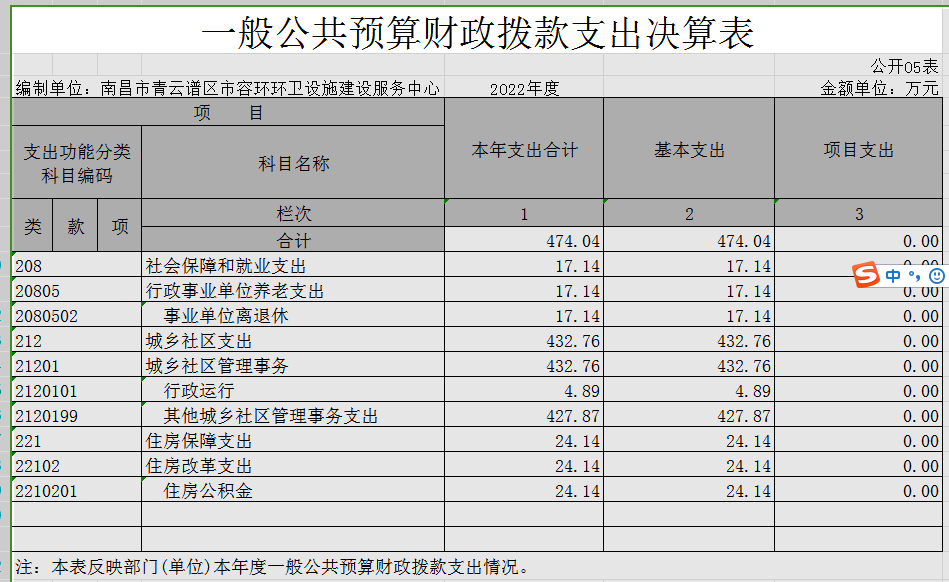 一般公共预算财政拨款支出决算表
公开05表
编制单位：南昌市青云谱区市容环环卫设施建设服务中心 2022年度 金额单位：万元
项 目 本年支出合计 基本支出 项目支出
支出功能分类科目编码 科目名称
类 款 项 栏次 1 2 3
合计 474.04 474.04 0.00
208 社会保障和就业支出 17.14 17.14 0.00
20805 行政事业单位养老支出 17.14 17.14 0.00
2080502 事业单位离退休 17.14 17.14 0.00
212 城乡社区支出 432.76 432.76 0.00
21201 城乡社区管理事务 432.76 432.76 0.00
2120101 行政运行 4.89 4.89 0.00
2120199 其他城乡社区管理事务支出 427.87 427.87 0.00
221 住房保障支出 24.14 24.14 0.00
22102 住房改革支出 24.14 24.14 0.00
2210201 住房公积金 24.14 24.14 0.00
注：本表反映部门(单位)本年度一般公共预算财政拨款支出情况。
中